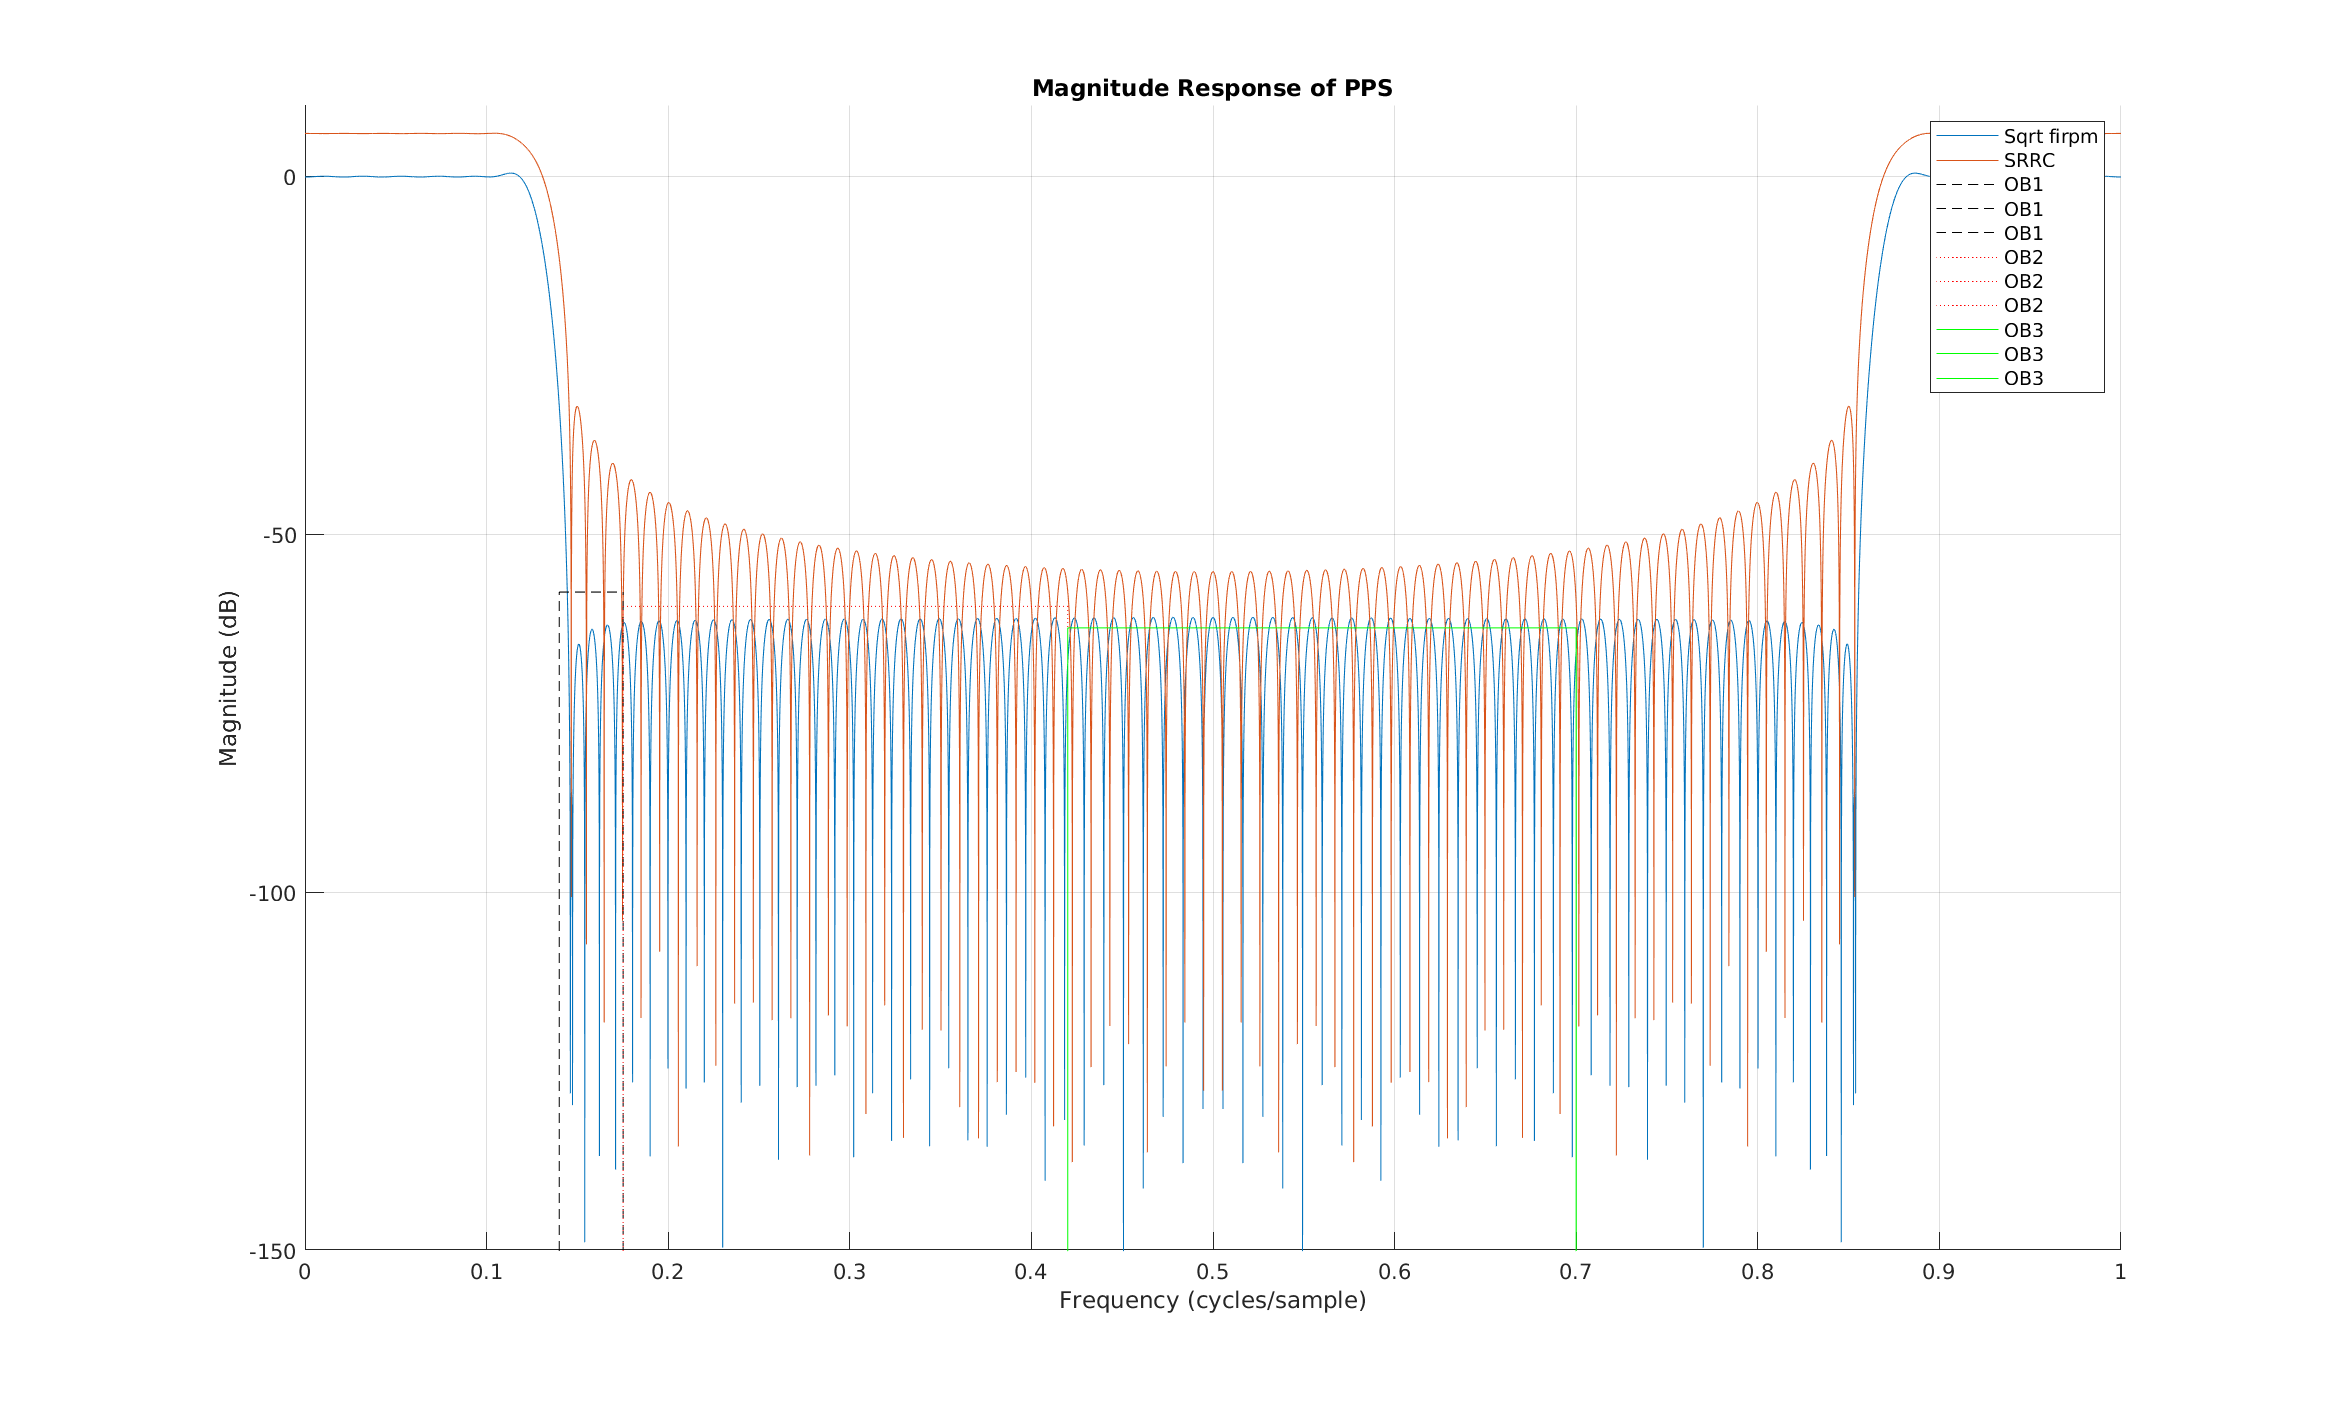 Magnitude Response of PPS
Sqrt firpm
SRRC
OB1
OB1
OB1
OB2
OB2
OB2
OB3
OB3
OB3
0
-50
-100
-150
Magnitude (dB)
0 0.1 0.2 0.3 0.4 0.5 0.6 0.7 0.8 0.9 1
Frequency (cycles/sample)